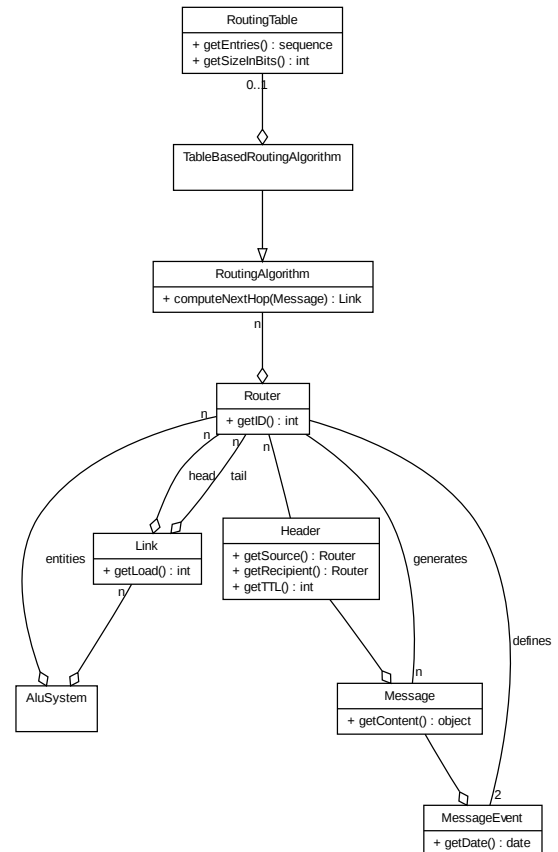 RoutingTable
+ getEntries() : sequence
+ getSizeInBits() : int
0..1
TableBasedRoutingAlgorithm
RoutingAlgorithm
+ computeNextHop(Message) : Link
n
Router
+ getID() : int
n
n
n
n
head
tail
entities
generates
defines
Link
+ getLoad() : int
n
Header
+ getSource() : Router
+ getRecipient() : Router
+ getTTL() : int
AluSystem
n
Message
+ getContent() : object
2
MessageEvent
+ getDate() : date